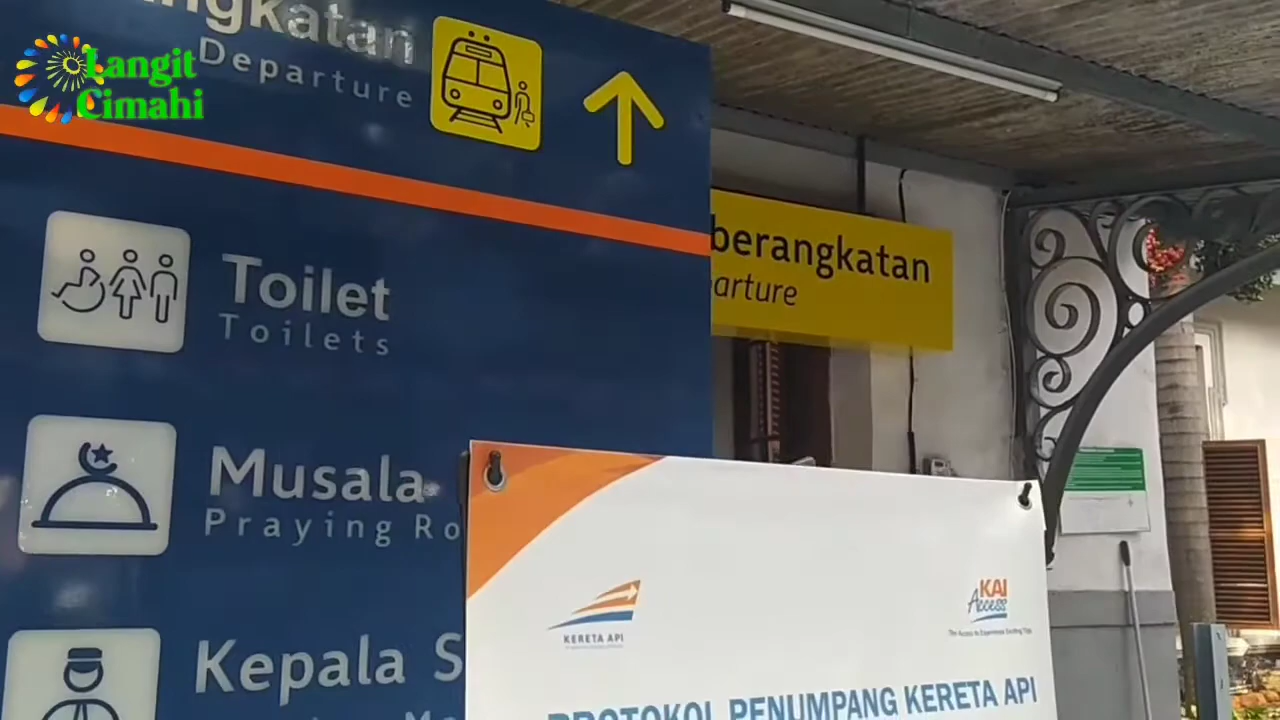 Langit
Cimahi
ngkatan
Departure
Toilet
Toilets
Musala
Praying Ro
Kepala S
berangkatan
arture
KERETA API
KAI
Access
PROTOKOL PENUMPANG KERETA API